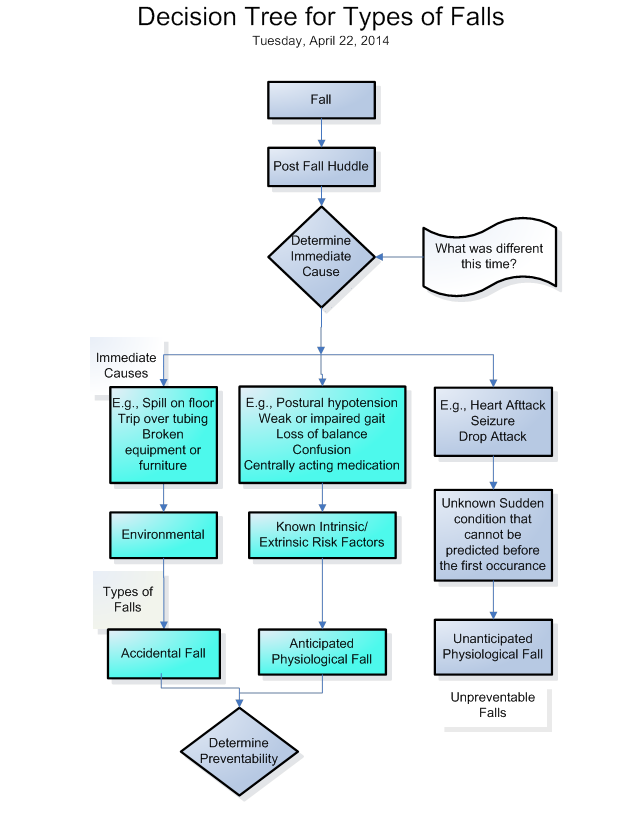 Decision Tree for Types of Falls
Tuesday, April 22, 2014
Fall
Post Fall Huddle
Determine
Immediate
Cause
What was different
this time?
Immediate
Causes
E.g., Spill on floor
Trip over tubing
Broken
equipment or
furniture
E.g., Postural hypotension
Weak or impaired gait
Loss of balance
Confusion
Centrally acting medication
E.g., Heart Afttack
Seizure
Drop Attack
Environmental
Known Intrinsic/
Extrinsic Risk Factors
Unknown Sudden
condition that
cannot be
predicted before
the first occurance
Types of
Falls
Accidental Fall
Anticipated
Physiological Fall
Unanticipated
Physiological Fall
Unpreventable
Falls
Determine
Preventability